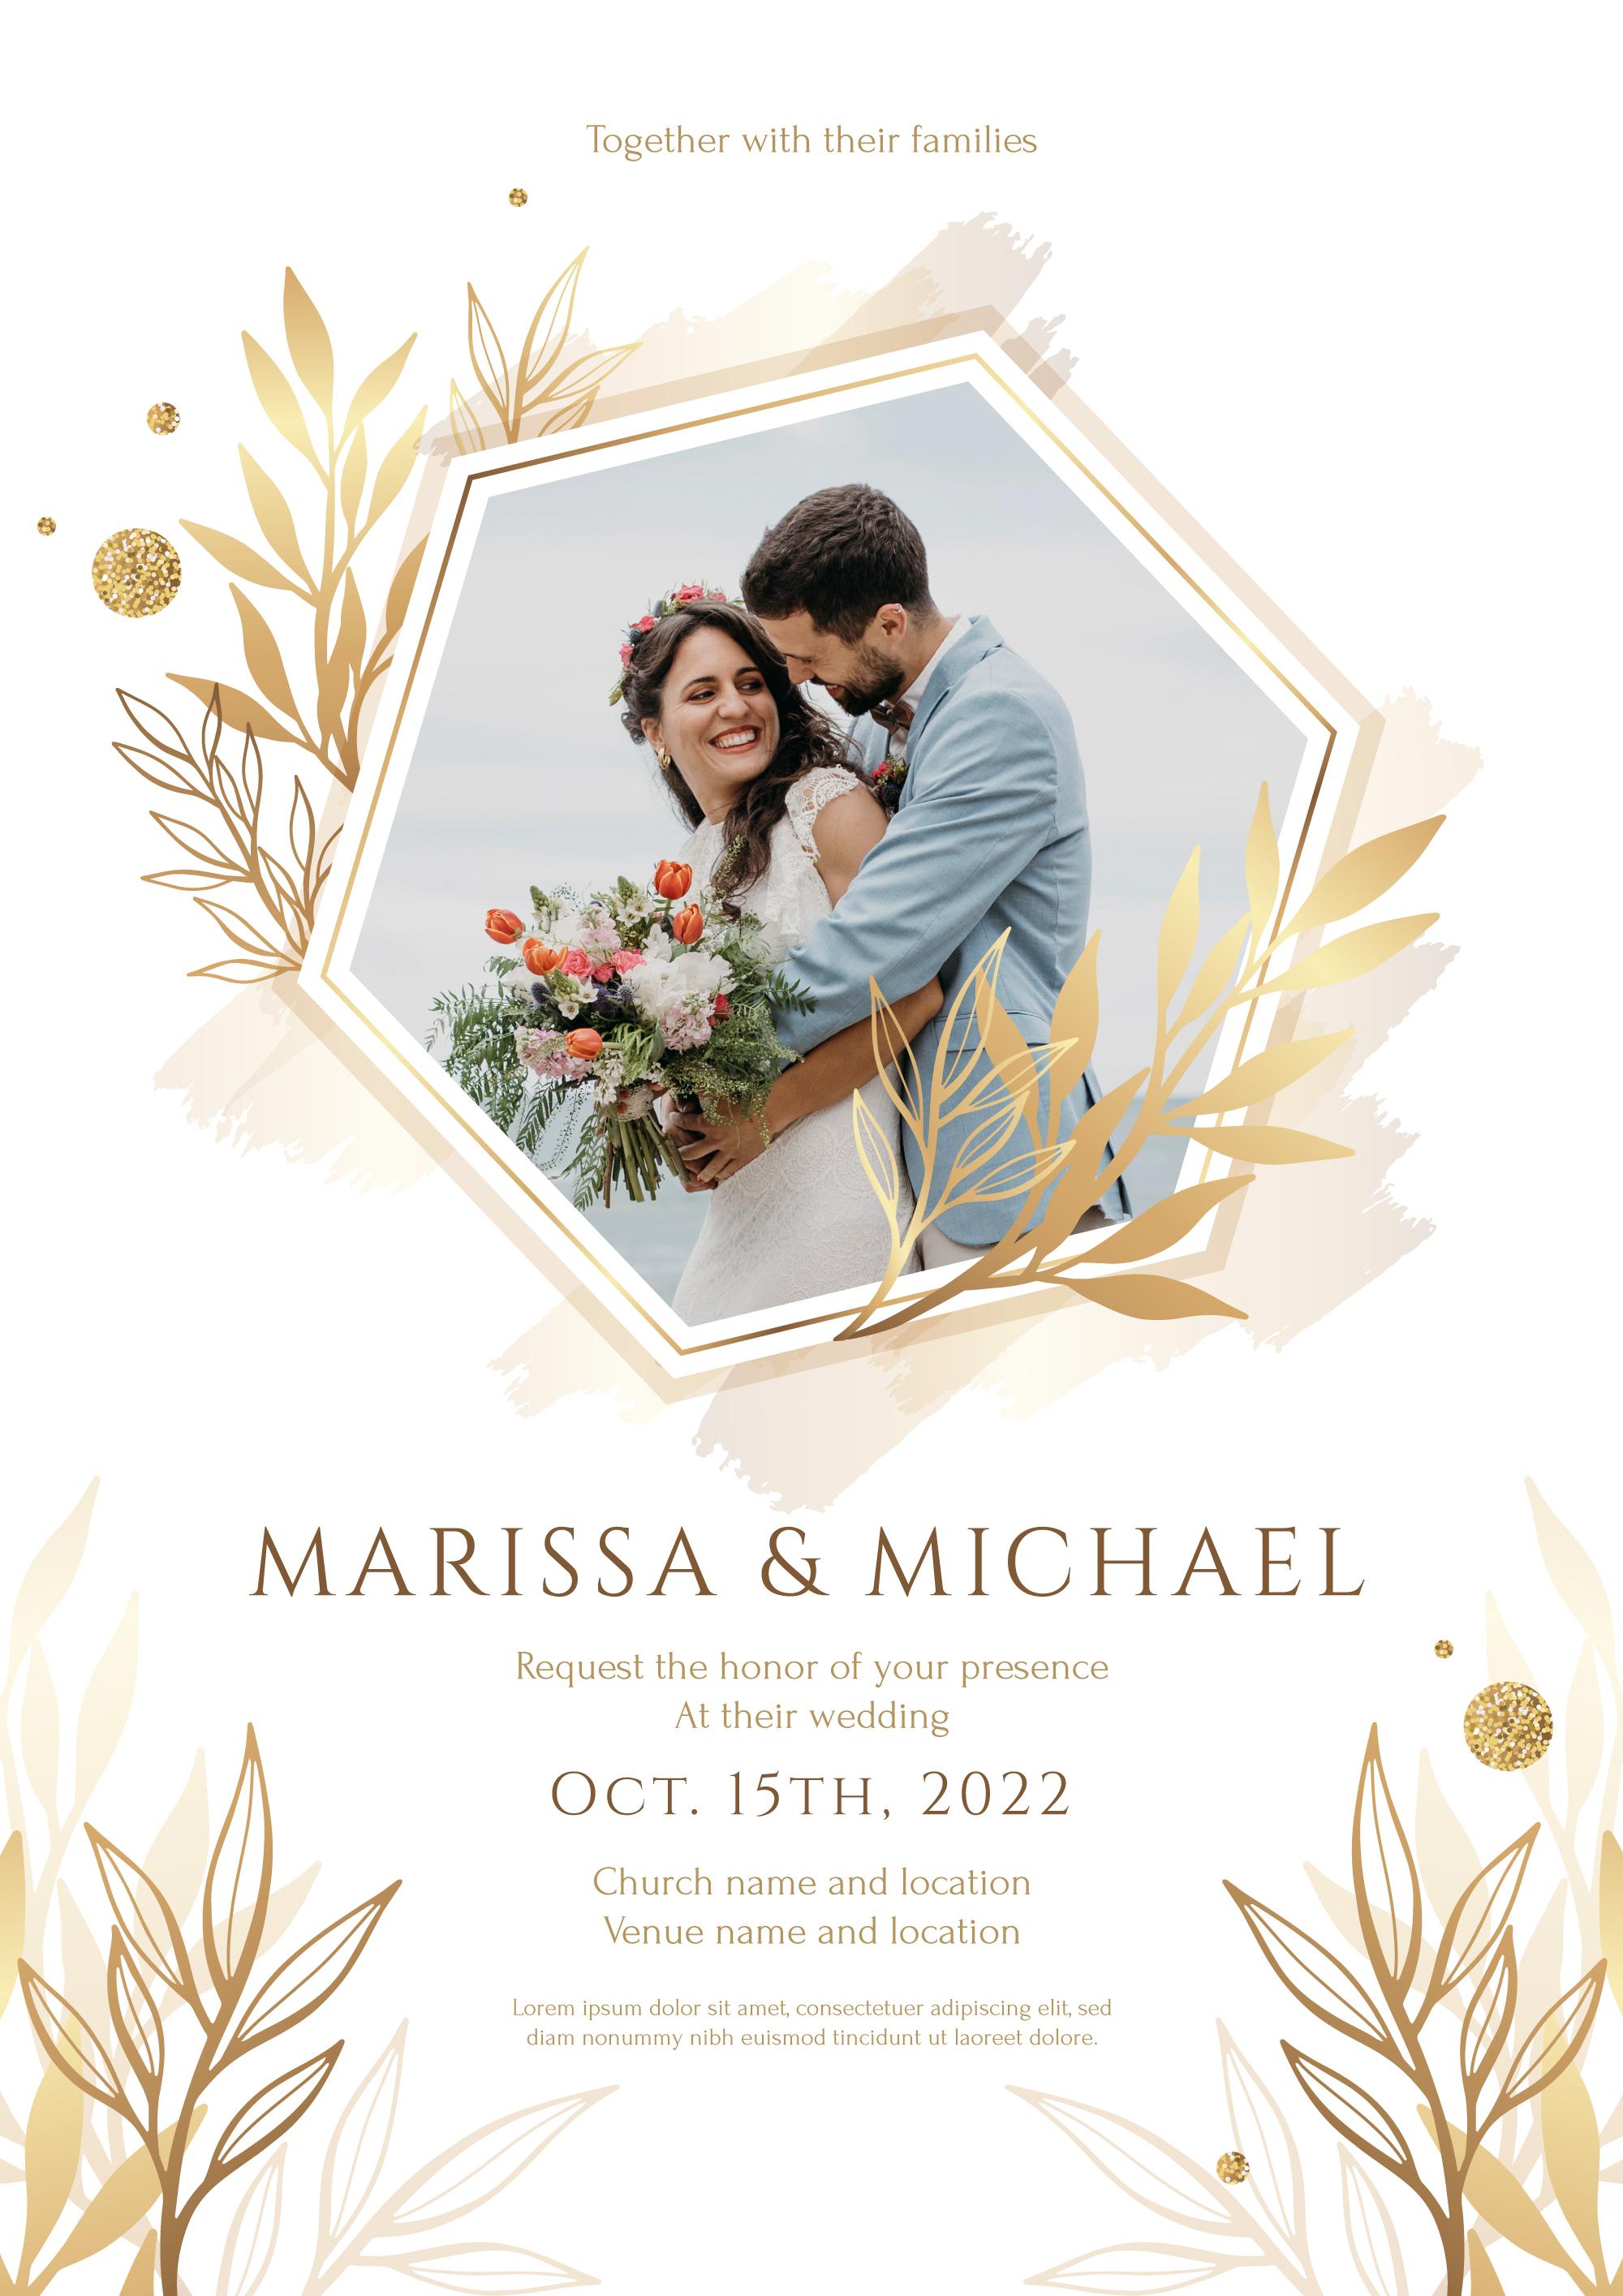 Together with their families
MARISSA & MICHAEL
Request the honor of your presence
At their wedding
Oct. 15th, 2022
Church name and location
Venue name and location
Lorem ipsum dolor sit amet, consectetuer adipiscing elit, sed
diam nonummy nibh euismod tincidunt ut laoreet dolore.